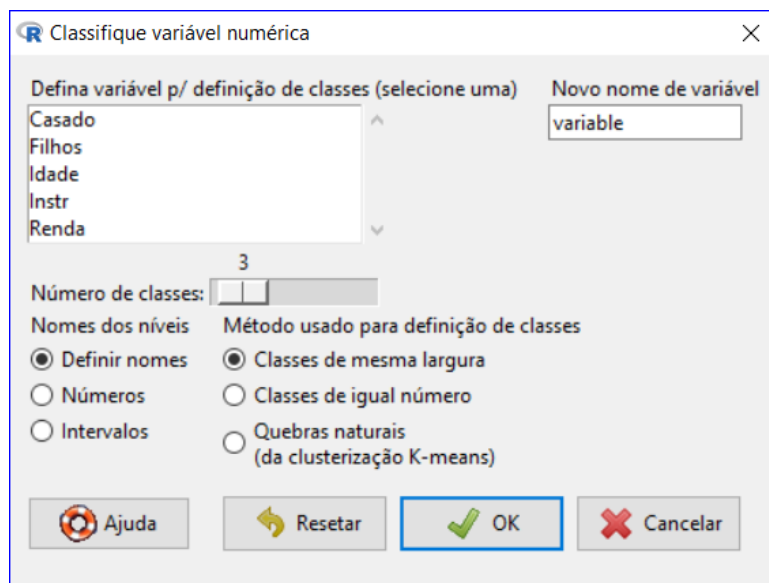 Classifique variável numérica
Defina variável p/ definição de classes (selecione uma)
Novo nome de variável
Casado
Filhos
Idade
Instr
Renda
variable
3
Número de classes:
Nomes dos níveis
Método usado para definição de classes
Definir nomes
Classes de mesma largura
Números
Classes de igual número
Intervalos
Quebras naturais
(da clusterização K-means)
Ajuda
Resetar
OK
Cancelar